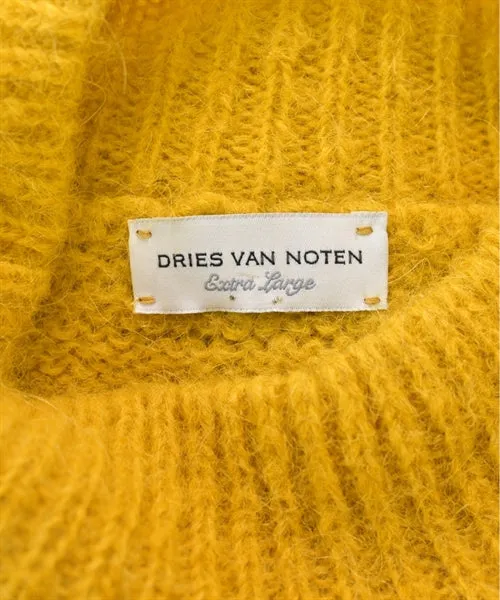 DRIES VAN NOTEN
Extra Large